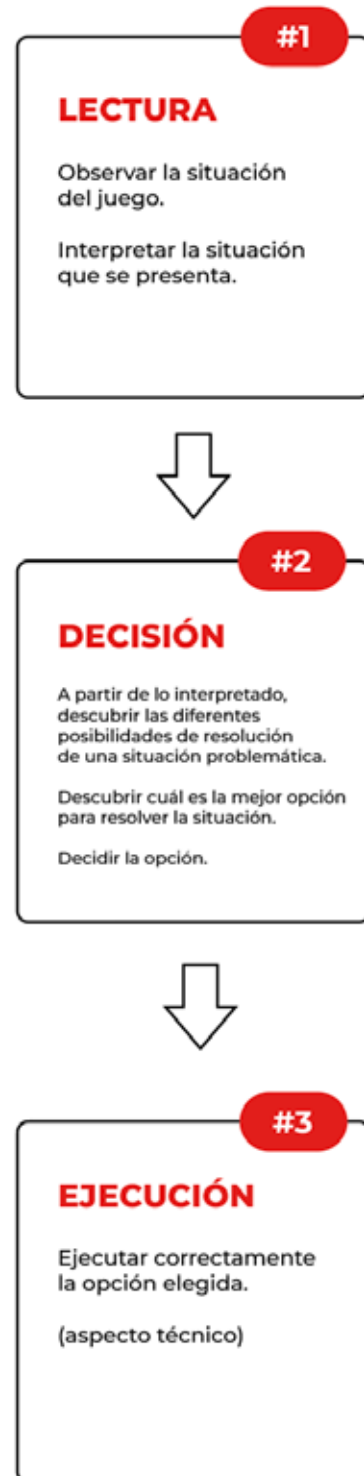 #1
LECTURA
Observar la situación
del juego.
Interpretar la situación
que se presenta.
#2
DECISIÓN
A partir de lo interpretado,
descubrir las diferentes
posibilidades de resolución
de una situación problemática.
Descubrir cuál es la mejor opción
para resolver la situación.
Decidir la opción.
#3
EJECUCIÓN
Ejecutar correctamente
la opción elegida.
(aspecto técnico)